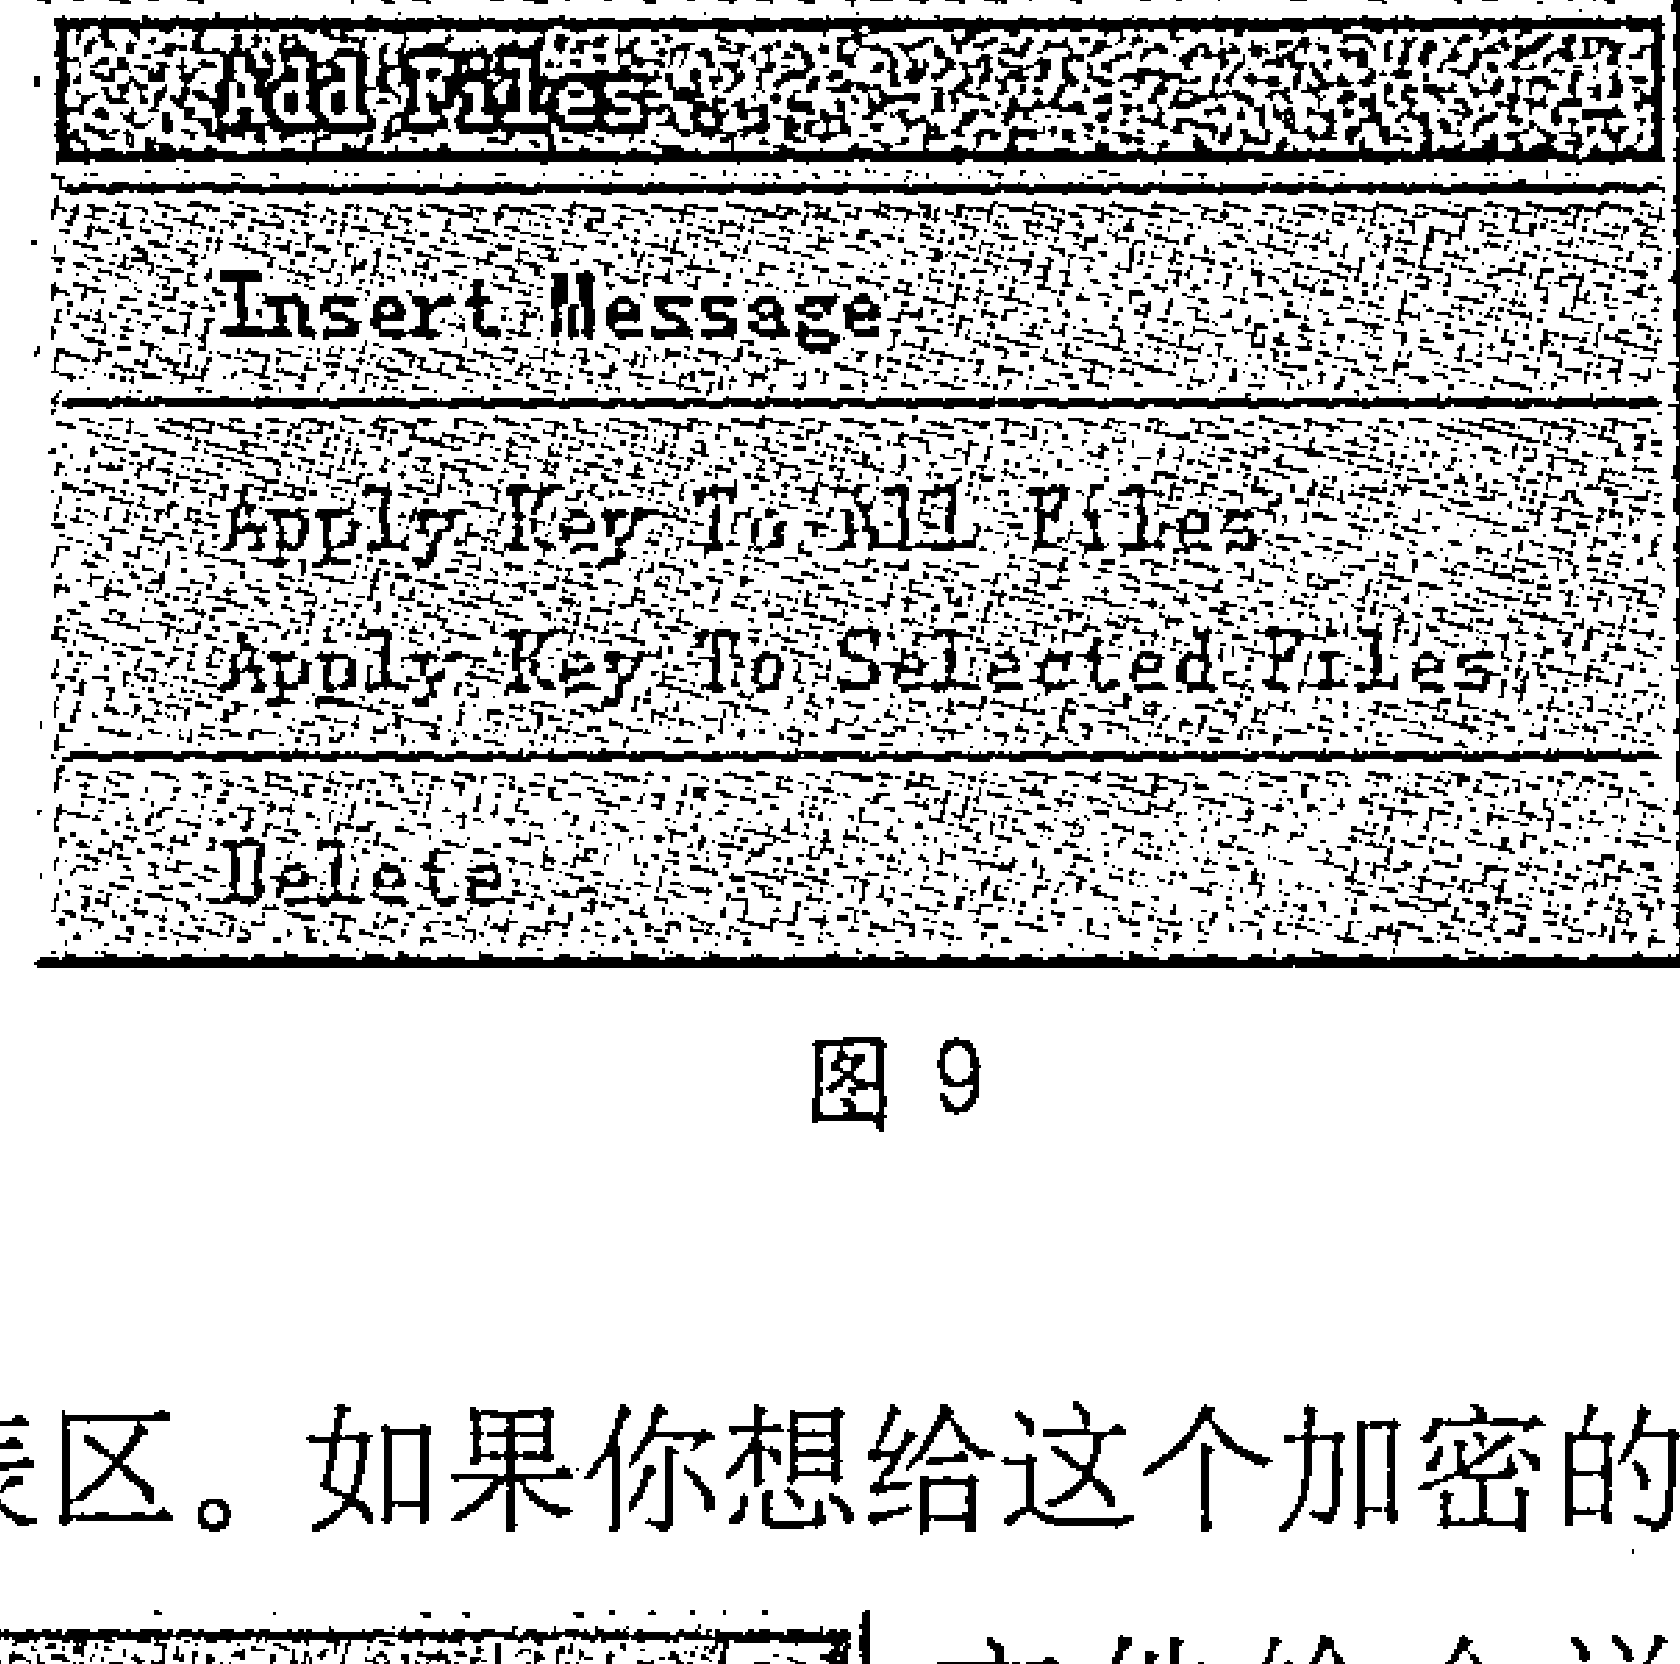 Add Files...
Insert Message
Apply Key To All Files
Apply Key To Selected Files
Delete
图 9
表区。如果你想给这个加密的